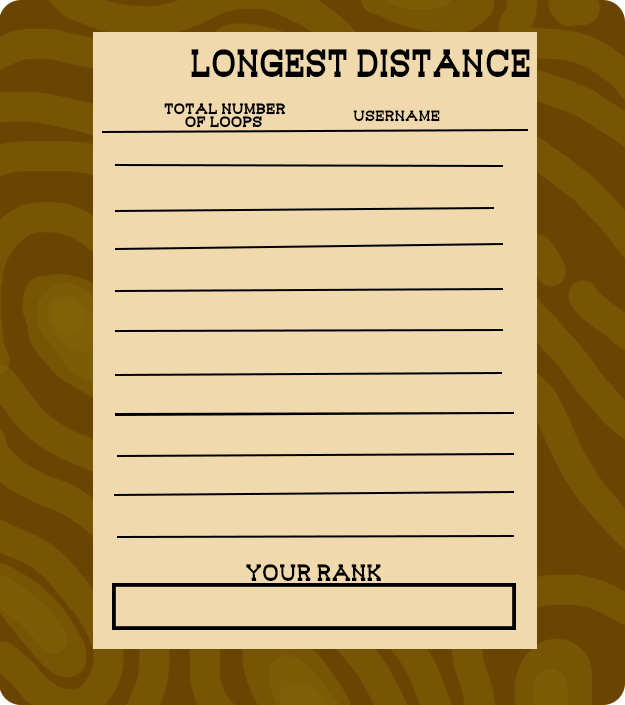 LONGEST DISTANCE
TOTAL NUMBER
OF LOOPS
USERNAME
YOUR RANK